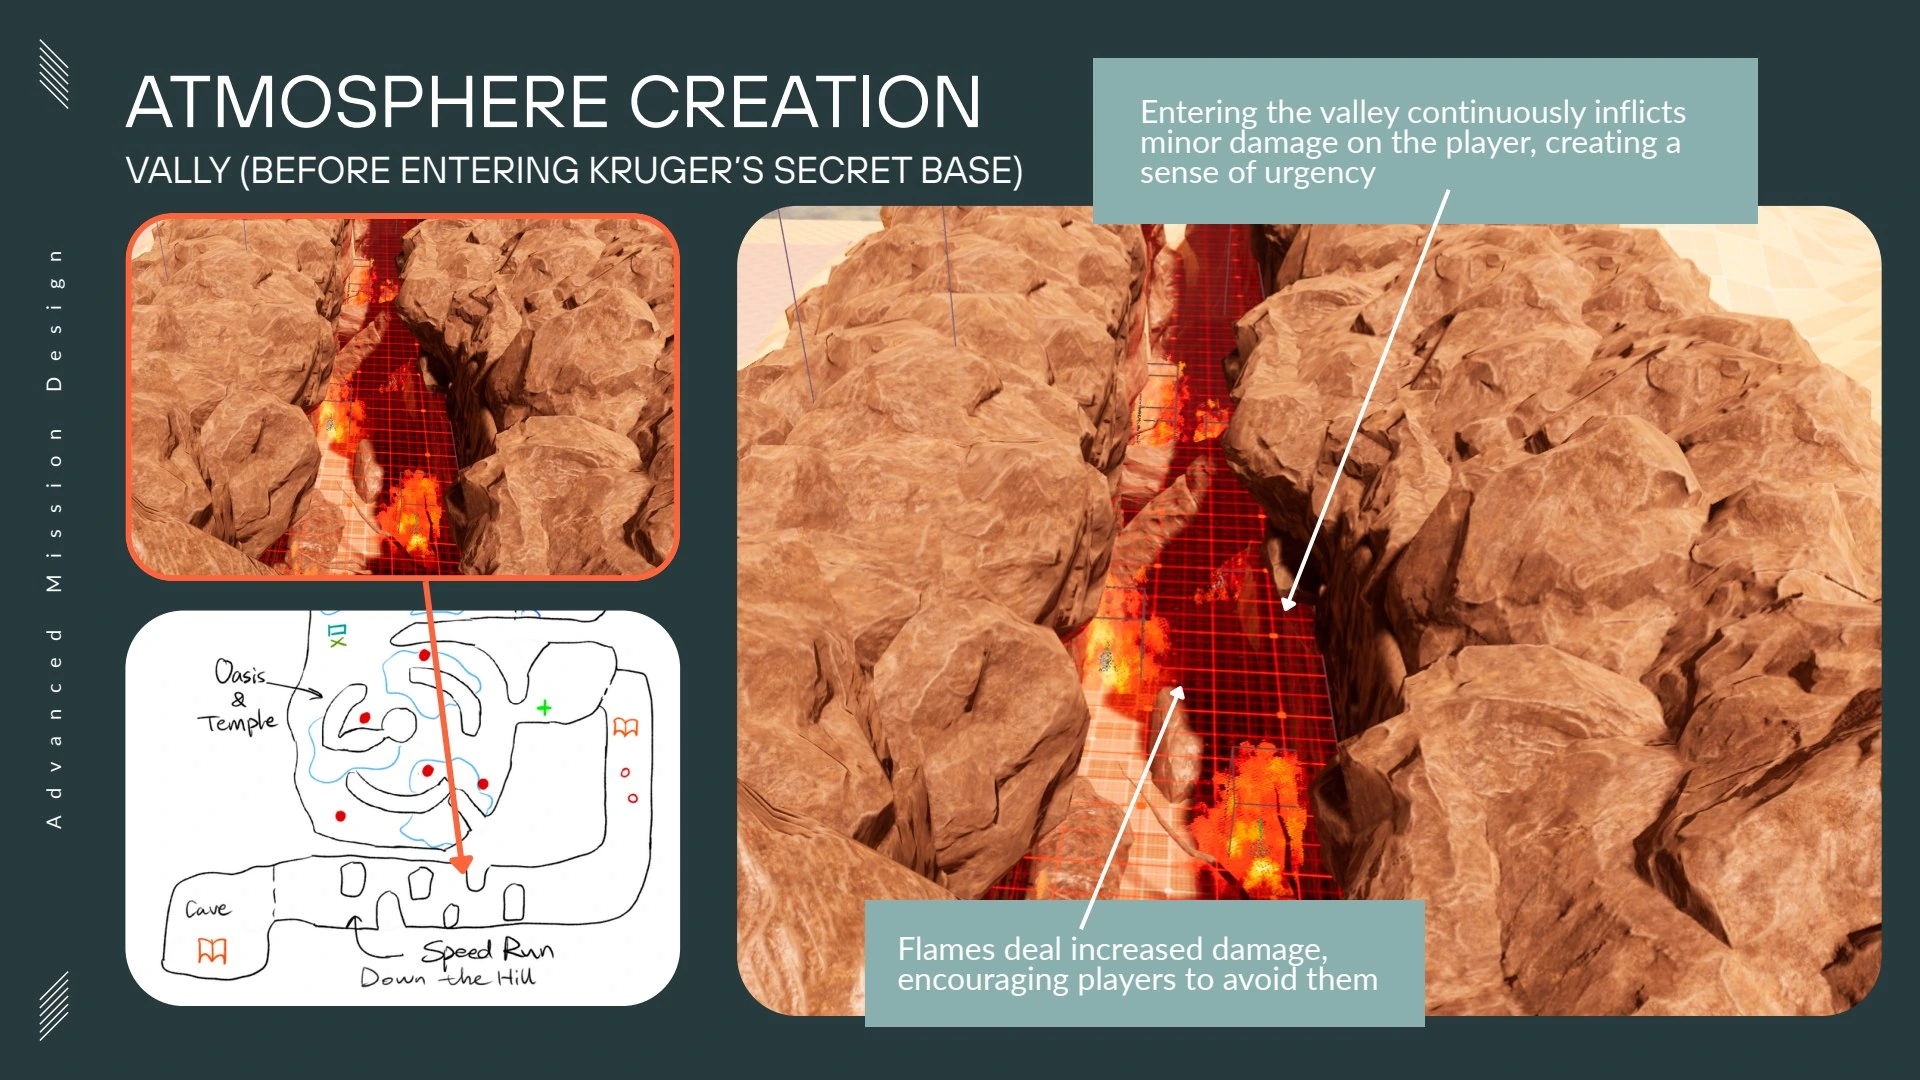 ATMOSPHERE CREATION
VALLY (BEFORE ENTERING KRUGER'S SECRET BASE)
Entering the valley continuously inflicts
minor damage on the player, creating a
sense of urgency
Advanced Mission Design
Oasis
&
Temple
Cave
Speed Run
Down the Hill
Flames deal increased damage,
encouraging players to avoid them